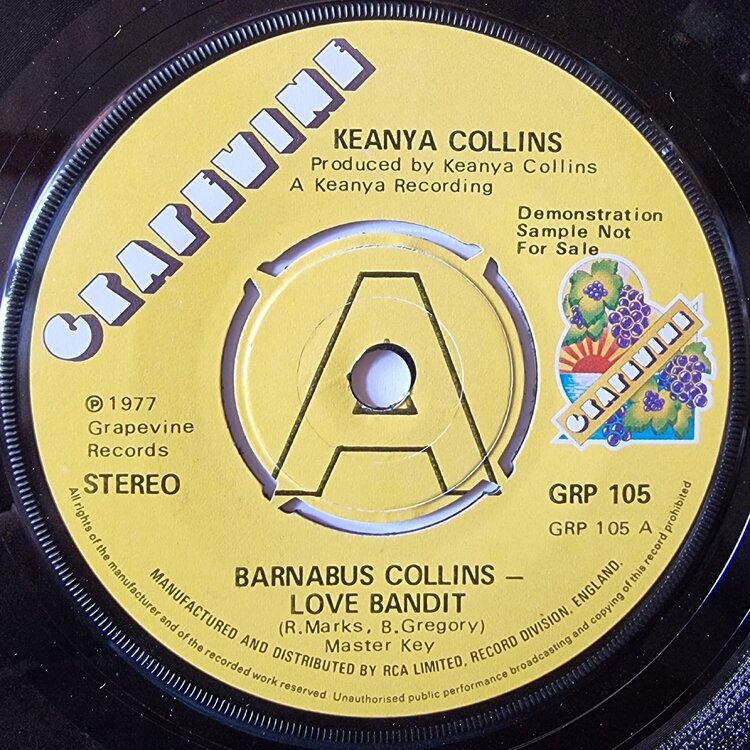 GRAPEVINE
KEANYA COLLINS
Produced by Keanya Collins
A Keanya Recording
Demonstration
Sample Not
For Sale
A
GRAPEVINE
℗ 1977
Grapevine
Records
STEREO
GRP 105
GRP 105 A
BARNABUS COLLINS –
LOVE BANDIT
(R.Marks, B.Gregory)
Master Key
MANUFACTURED AND DISTRIBUTED BY RCA LIMITED, RECORD DIVISION, ENGLAND.
All rights of the manufacturer and of the recorded work reserved Unauthorised public performance broadcasting and copying of this record prohibited